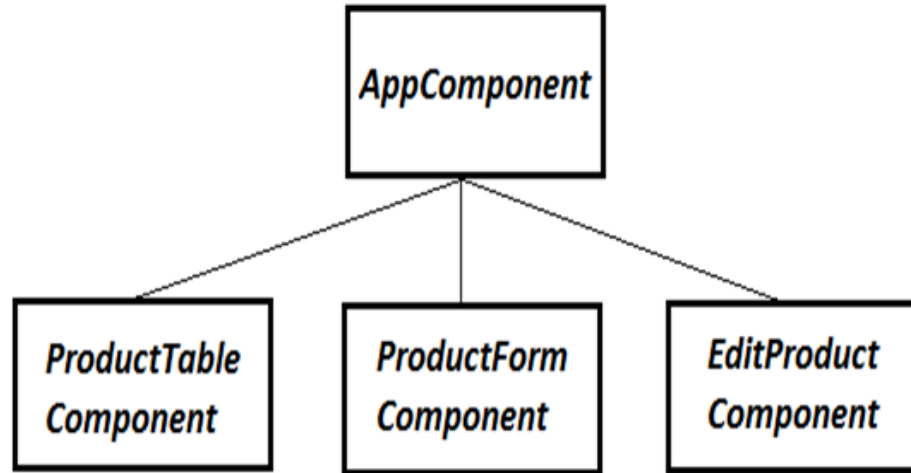 AppComponent
ProductTable
Component
ProductForm
Component
EditProduct
Component